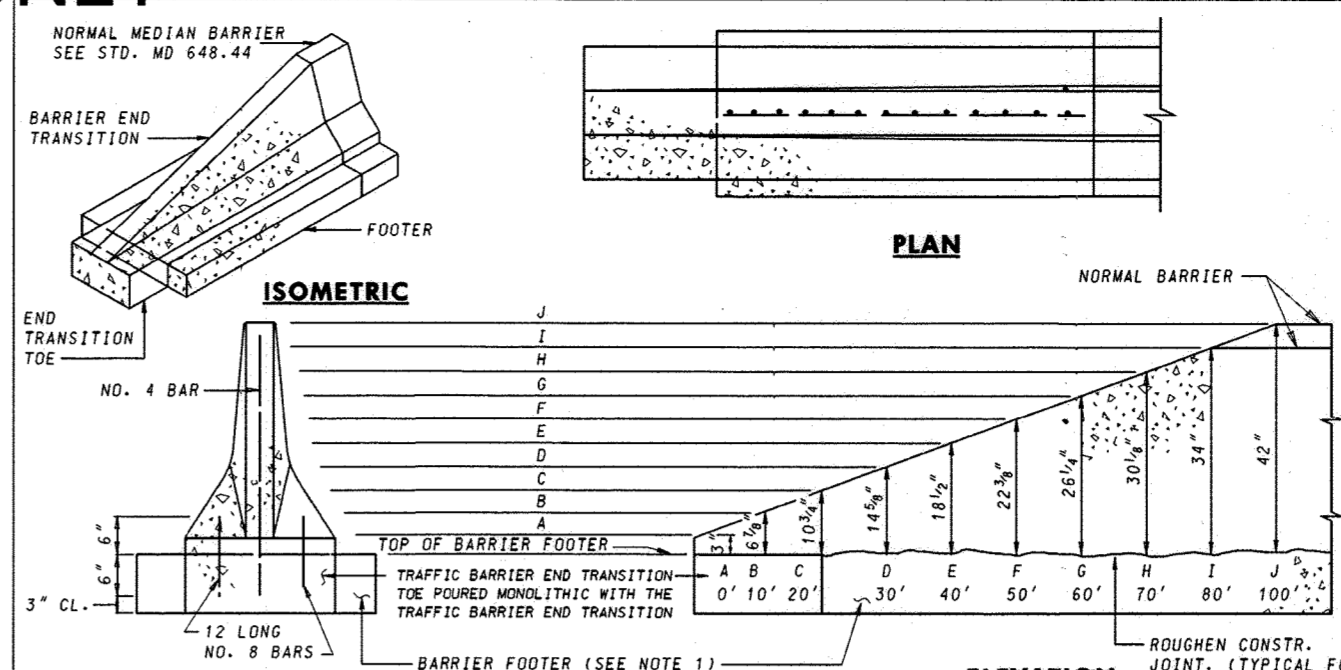 NORMAL MEDIAN BARRIER
SEE STD. MD 648.44
BARRIER END
TRANSITION
FOOTER
ISOMETRIC
END
TRANSITION
TOE
PLAN
NORMAL BARRIER
J
I
H
G
F
E
D
C
B
A
NO. 4 BAR
6"
6"
3" CL.
12 LONG
NO. 8 BARS
TOP OF BARRIER FOOTER
TRAFFIC BARRIER END TRANSITION
TOE POURED MONOLITHIC WITH THE
TRAFFIC BARRIER END TRANSITION
BARRIER FOOTER (SEE NOTE 1)
3" 6 7/8" 10 3/4" 14 5/8" 18 1/2" 22 3/8" 26 1/4" 30 1/8" 34" 42"
A B C D E F G H I J
0' 10' 20' 30' 40' 50' 60' 70' 80' 100'
ROUGHEN CONSTR.
JOINT. (TYPICAL